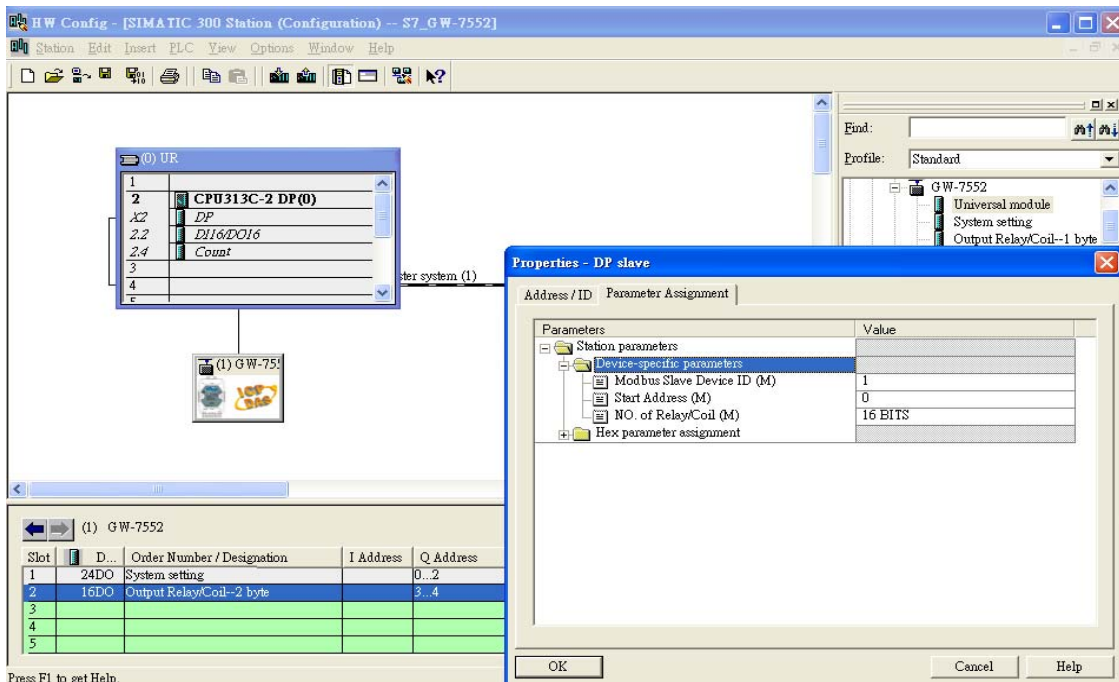 HW Config - [SIMATIC 300 Station (Configuration) -- S7_GW-7552]
Station Edit Insert PLC View Options Window Help
(0) UR
1
2 CPU313C-2 DP(0)
X2 DP
2.2 DI16/DO16
2.4 Count
3
4
5
ster system (1)
(1) GW-75
ICP DAS
Find:
Profile: Standard
GW-7552
Universal module
System setting
Output Relay/Coil--1 byte
Properties - DP slave
Address / ID Parameter Assignment
Parameters Value
Station parameters
Device-specific parameters
Modbus Slave Device ID (M) 1
Start Address (M) 0
NO. of Relay/Coil (M) 16 BITS
Hex parameter assignment
OK Cancel Help
(1) GW-7552
Slot D... Order Number / Designation I Address Q Address
1 24DO System setting 0...2
2 16DO Output Relay/Coil--2 byte 3...4
3
4
5
Press F1 to get Help.